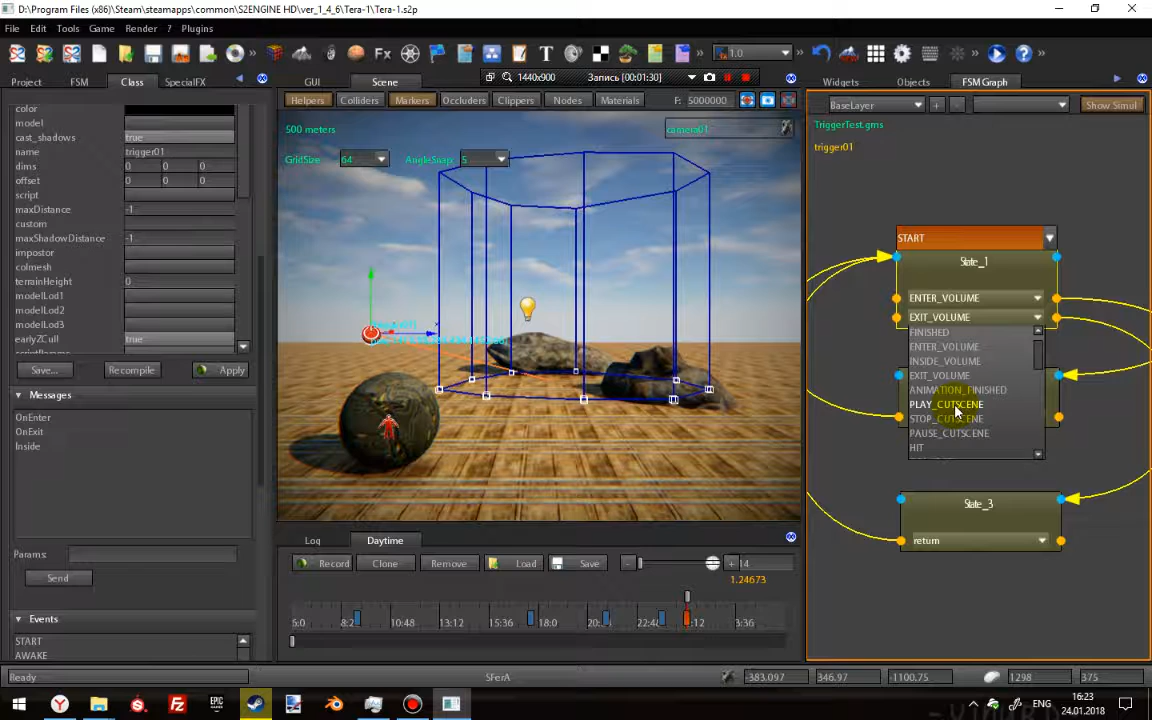 D:\Program Files (x86)\Steam\steamapps\common\S2ENGINE HD\ver_1_4_6\Tera-1\Tera-1.s2p
File Edit Tools Game Render ? Plugins
Fx T 1.0
Project FSM Class SpecialFX GUI Scene Widgets Objects FSMGraph
1440x900 Запись [00:01:30]
Helpers Colliders Markers Occluders Clippers Nodes Materials F: 5000000
BaseLayer + - Show Simul
color
model
cast_shadows true
name trigger01
dims 0 0 0
offset 0 0 0
script
maxDistance -1
custom
maxShadowDistance -1
impostor
colmesh
terrainHeight 0
modelLod1
modelLod2
modelLod3
earlyZCull true
Save... Recompile Apply
Messages
OnEnter
OnExit
Inside
Params:
Send
Events
START
AWAKE
500 meters
camera01
GridSize 64 AngleSnap 5
Log Daytime
Record Clone Remove Load Save - + 14
1.24673
10:48 13:12 15:36 18:0 3:36
TriggerTest.gms
trigger01
START
State_1
ENTER_VOLUME
EXIT_VOLUME
FINISHED
ENTER_VOLUME
INSIDE_VOLUME
EXIT_VOLUME
ANIMATION_FINISHED
PLAY_CUTSCENE
STOP_CUTSCENE
PAUSE_CUTSCENE
HIT
State_3
return
Ready SFerA 383.097 346.97 -1100.75 1298 375
ENG 16:23
24.01.2018